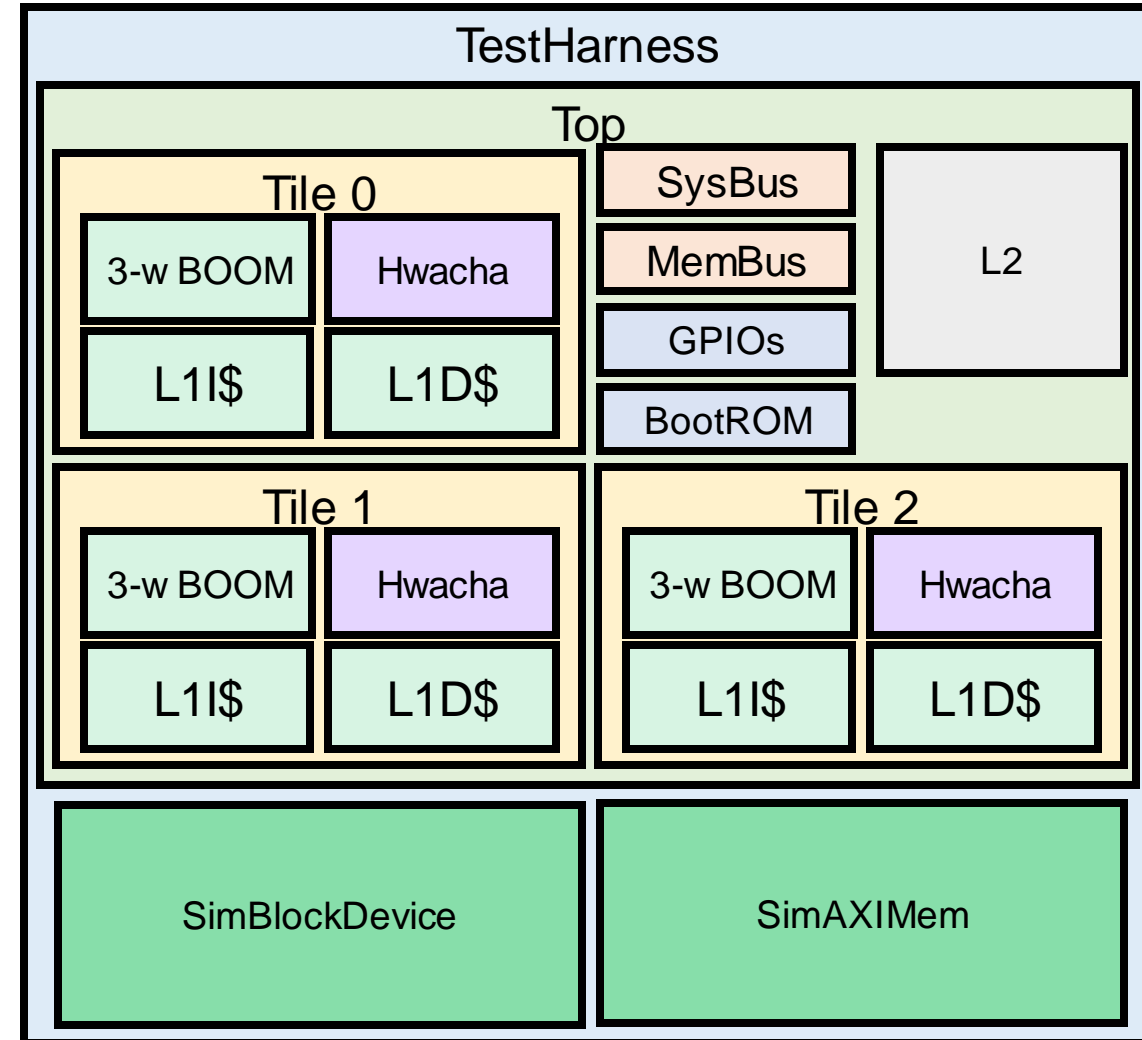 TestHarness
Top
Tile 0
3-w BOOM
Hwacha
L1I$
L1D$
SysBus
MemBus
GPIOs
BootROM
L2
Tile 1
3-w BOOM
Hwacha
L1I$
L1D$
Tile 2
3-w BOOM
Hwacha
L1I$
L1D$
SimBlockDevice
SimAXIMem